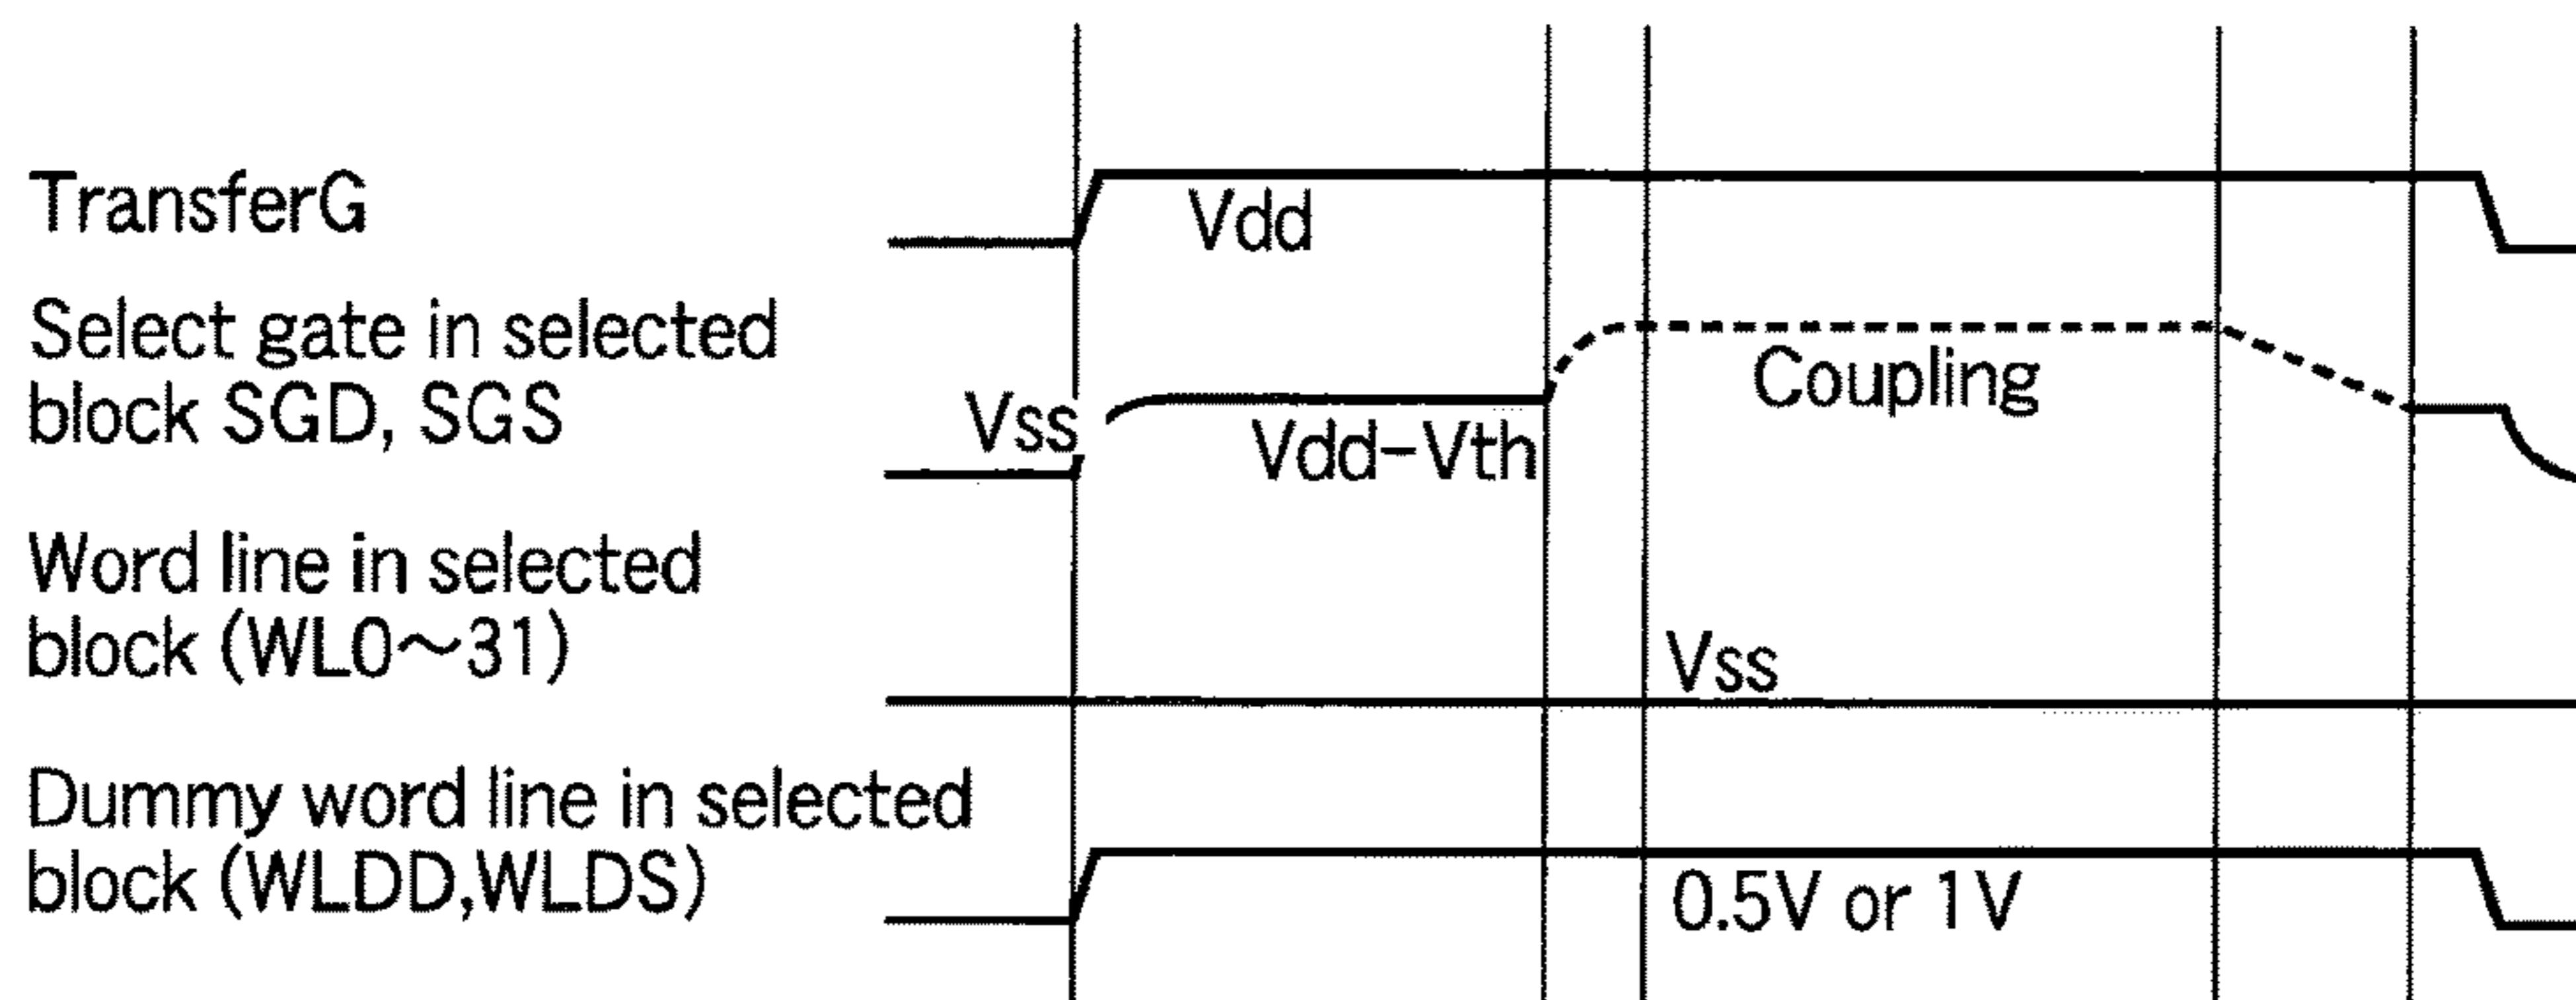 TransferG
Vdd
Select gate in selected
block SGD, SGS
Vss
Vdd-Vth
Coupling
Word line in selected
block (WL0～31)
Vss
Dummy word line in selected
block (WLDD,WLDS)
0.5V or 1V